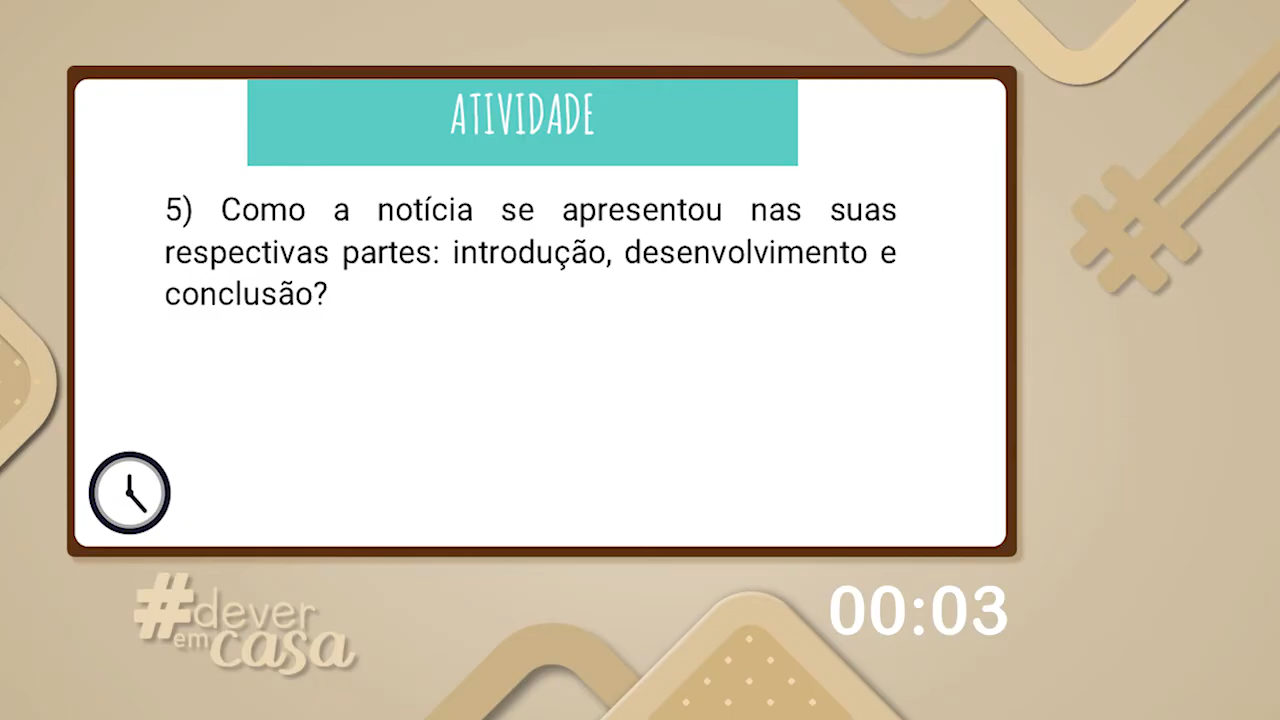 ATIVIDADE
5) Como a notícia se apresentou nas suas
respectivas partes: introdução, desenvolvimento e
conclusão?
#dever
em casa
00:03